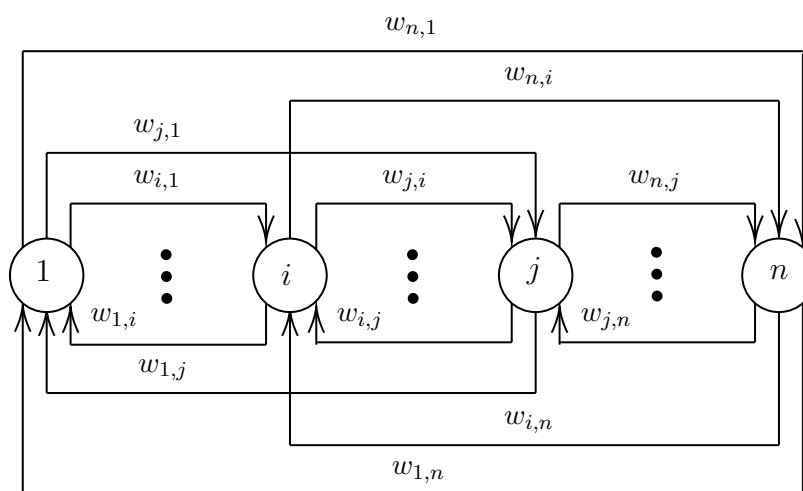 w_{n,1}
w_{n,i}
w_{j,1}
w_{i,1} w_{j,i} w_{n,j}
1 i j n
w_{1,i} w_{i,j} w_{j,n}
w_{1,j}
w_{i,n}
w_{1,n}